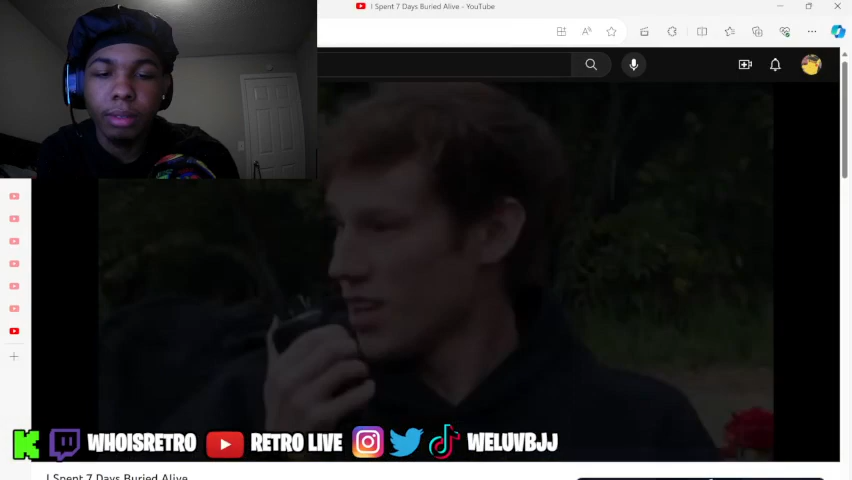 I Spent 7 Days Buried Alive - YouTube
WHOISRETRO RETRO LIVE WELUVBJJ
I Spent 7 Days Buried Alive